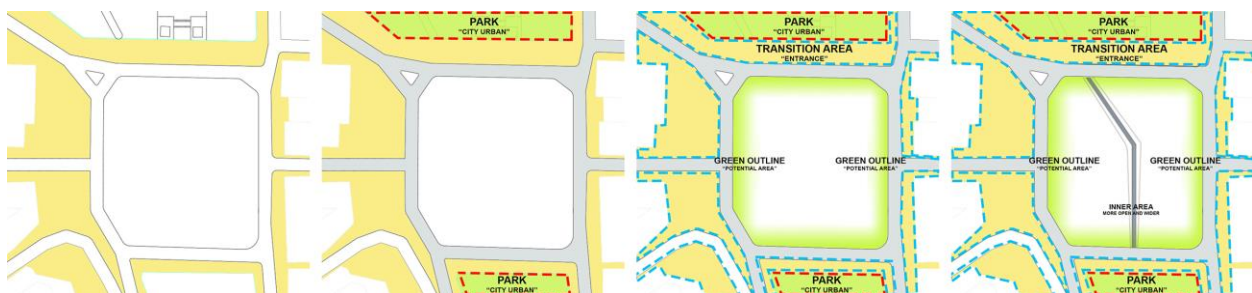 PARK
"CITY URBAN"
PARK
"CITY URBAN"
PARK
"CITY URBAN"
TRANSITION AREA
"ENTRANCE"
GREEN OUTLINE
"POTENTIAL AREA"
GREEN OUTLINE
"POTENTIAL AREA"
PARK
"CITY URBAN"
PARK
"CITY URBAN"
TRANSITION AREA
"ENTRANCE"
GREEN OUTLINE
"POTENTIAL AREA"
GREEN OUTLINE
"POTENTIAL AREA"
INNER AREA
MORE OPEN AND WIDER
PARK
"CITY URBAN"